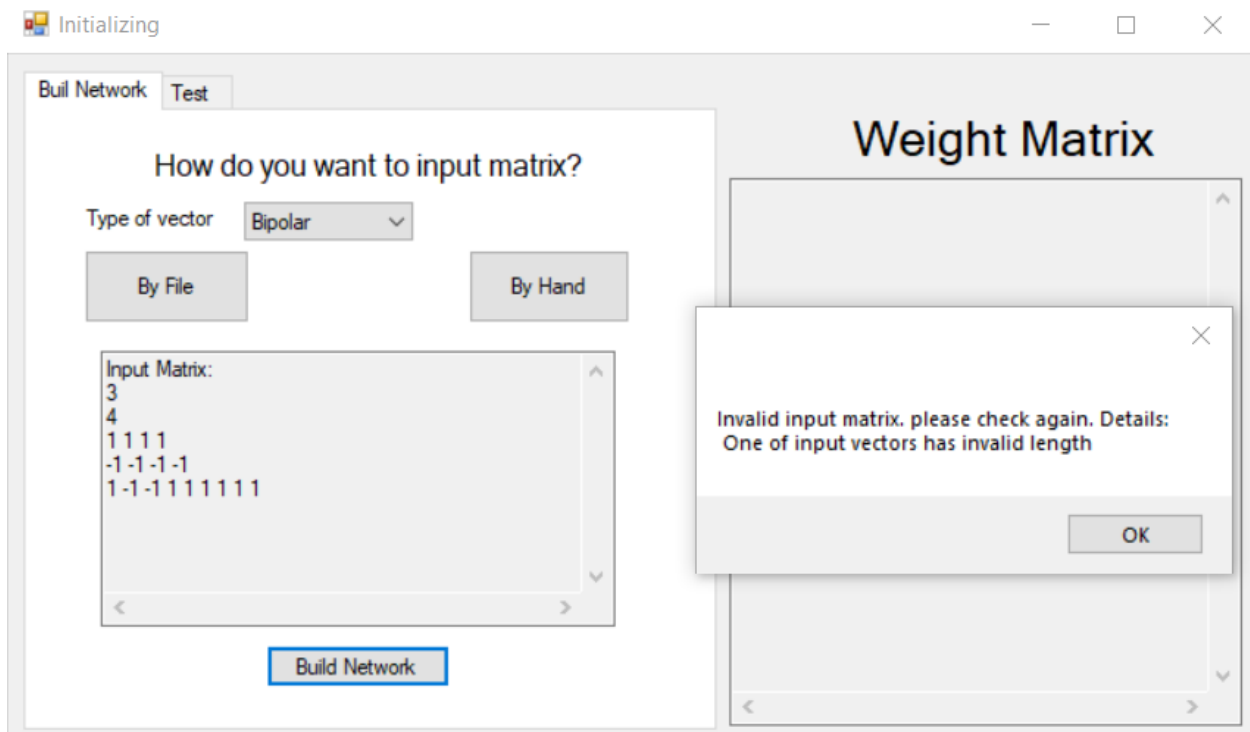 Initializing
Buil Network
Test
How do you want to input matrix?
Type of vector
Bipolar
By File
By Hand
Input Matrix:
3
4
1 1 1 1
-1 -1 -1 -1
1 -1 -1 1 1 1 1 1 1 1
Build Network
Weight Matrix
Invalid input matrix. please check again. Details:
One of input vectors has invalid length
OK